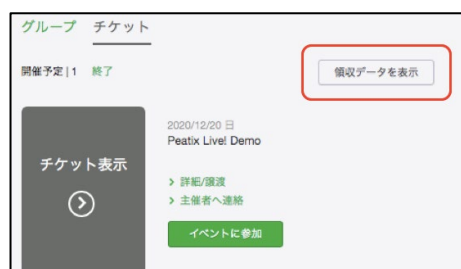 グループ チケット
開催予定|1 終了
領収データを表示
2020/12/20 日
Peatix Live! Demo
チケット表示
> 詳細/譲渡
> 主催者へ連絡
イベントに参加